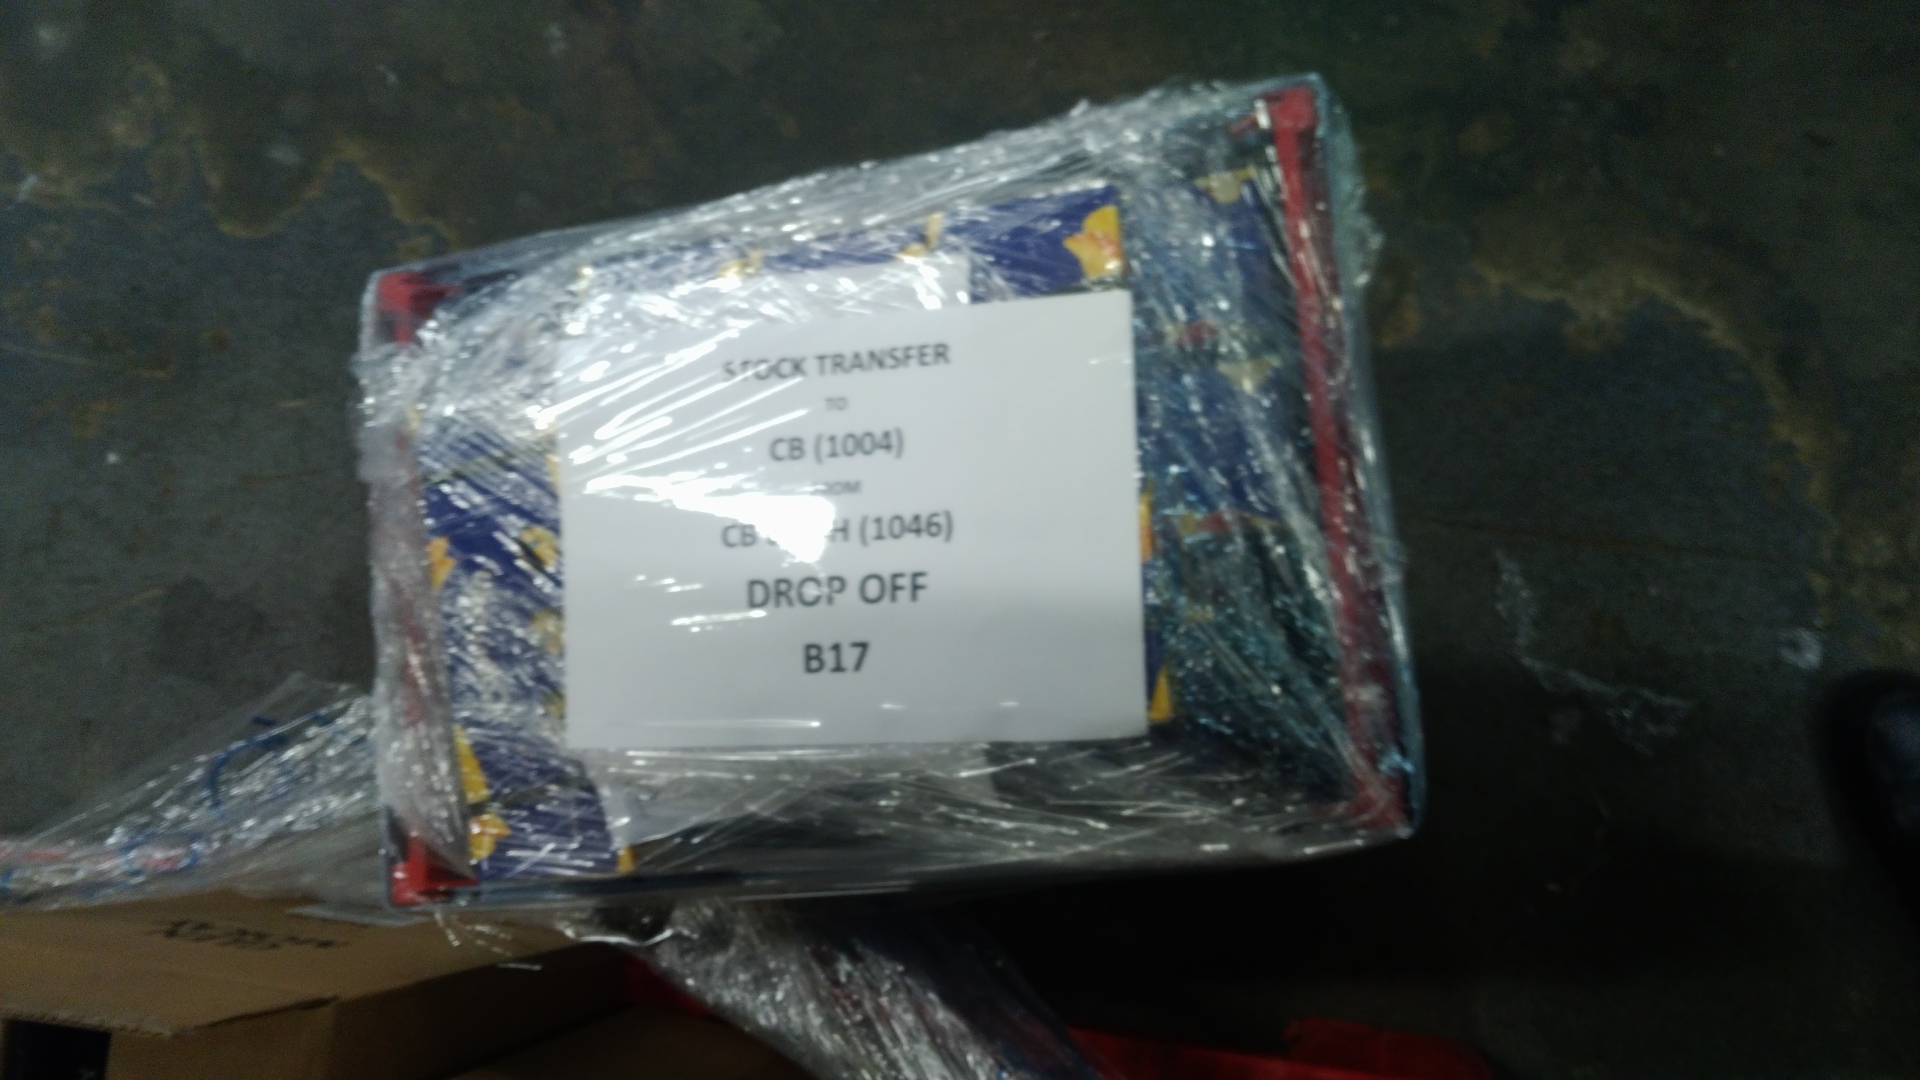 STOCK TRANSFER
TO
CB (1004)
CB (1046)
DROP OFF
B17